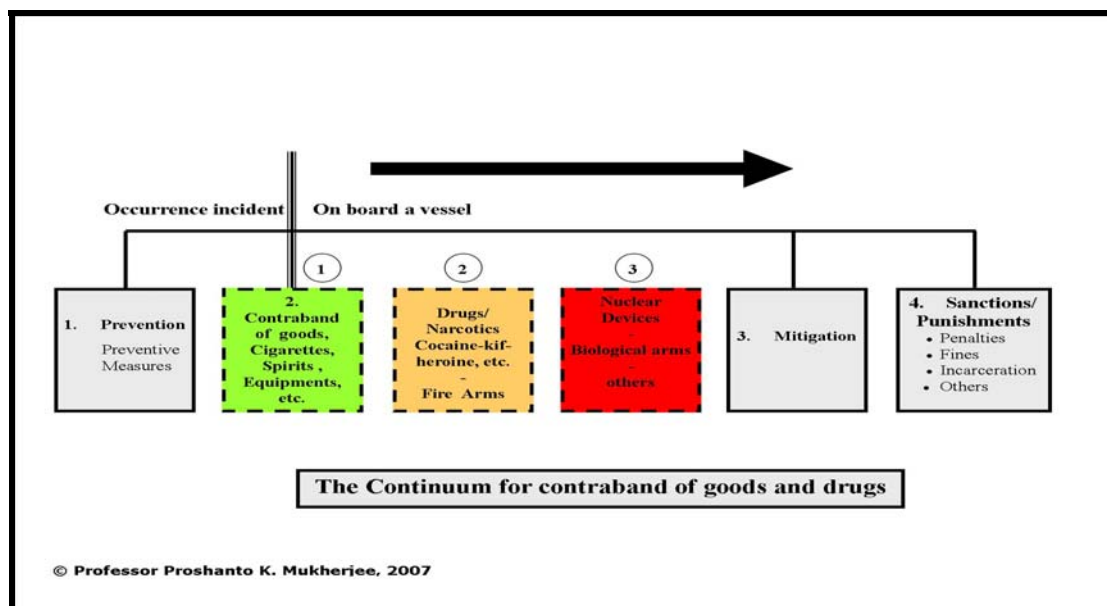 Occurrence incident
On board a vessel
1
2
3
1. Prevention
Preventive
Measures
2.
Contraband
of goods,
Cigarettes,
Spirits ,
Equipments,
etc.
Drugs/
Narcotics
Cocaine-kif-
heroine, etc.
-
Fire Arms
Nuclear
Devices
-
Biological arms
-
others
3. Mitigation
4. Sanctions/
Punishments
• Penalties
• Fines
• Incarceration
• Others
The Continuum for contraband of goods and drugs
© Professor Proshanto K. Mukherjee, 2007